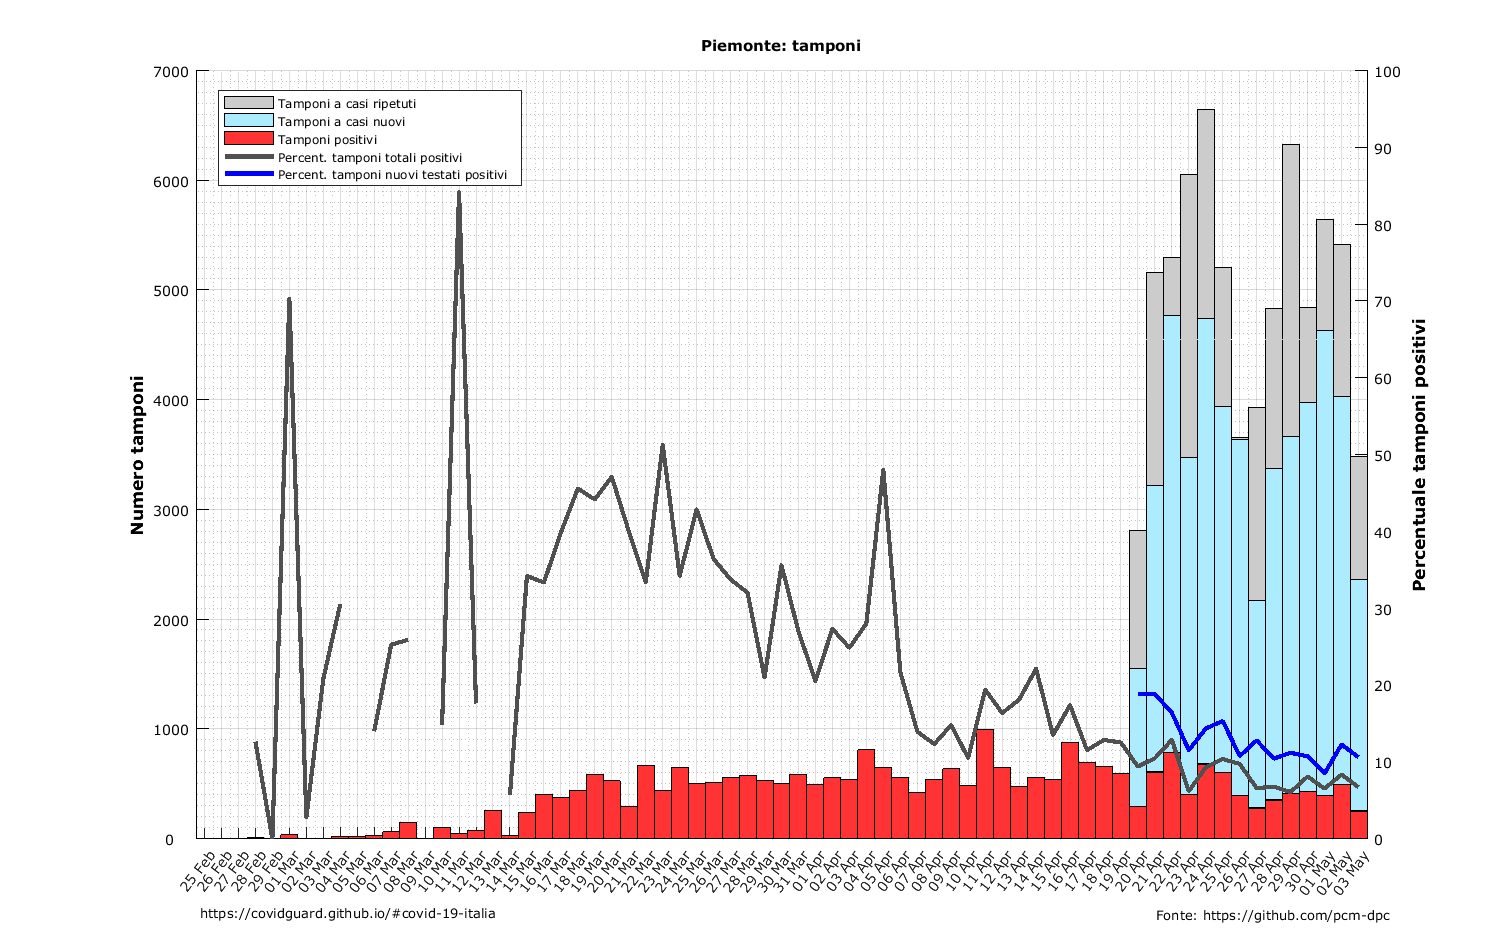 Piemonte: tamponi
7000
6000
5000
4000
3000
2000
1000
0
Numero tamponi
Tamponi a casi ripetuti
Tamponi a casi nuovi
Tamponi positivi
Percent. tamponi totali positivi
Percent. tamponi nuovi testati positivi
100
90
80
70
60
50
40
30
20
10
0
Percentuale tamponi positivi
25 Feb
26 Feb
27 Feb
28 Feb
29 Feb
01 Mar
02 Mar
03 Mar
04 Mar
05 Mar
06 Mar
07 Mar
08 Mar
09 Mar
10 Mar
11 Mar
12 Mar
13 Mar
14 Mar
15 Mar
16 Mar
17 Mar
18 Mar
19 Mar
20 Mar
21 Mar
22 Mar
23 Mar
24 Mar
25 Mar
26 Mar
27 Mar
28 Mar
29 Mar
30 Mar
31 Mar
01 Apr
02 Apr
03 Apr
04 Apr
05 Apr
06 Apr
07 Apr
08 Apr
09 Apr
10 Apr
11 Apr
12 Apr
13 Apr
14 Apr
15 Apr
16 Apr
17 Apr
18 Apr
19 Apr
20 Apr
21 Apr
22 Apr
23 Apr
24 Apr
25 Apr
26 Apr
27 Apr
28 Apr
29 Apr
30 Apr
01 May
02 May
03 May
https://covidguard.github.io/#covid-19-italia
Fonte: https://github.com/pcm-dpc